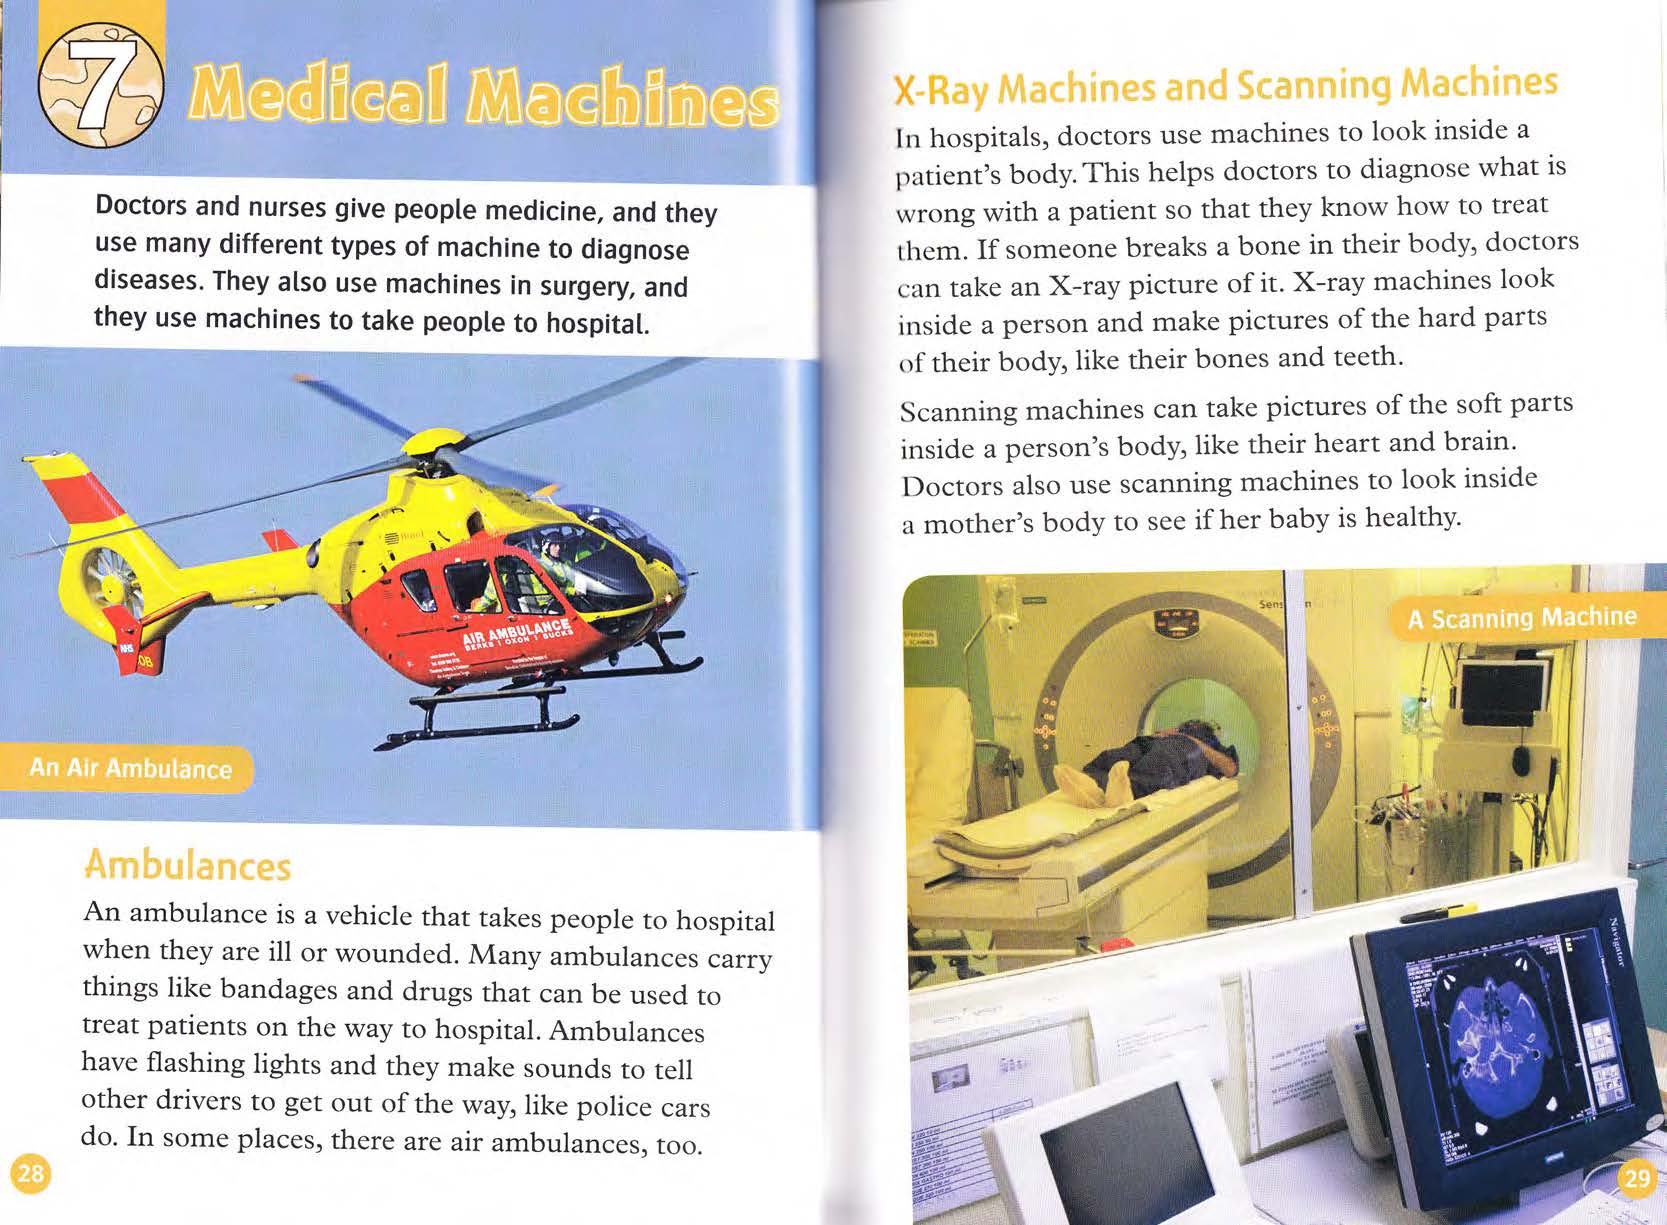 7
Medical Machines
Doctors and nurses give people medicine, and they
use many different types of machine to diagnose
diseases. They also use machines in surgery, and
they use machines to take people to hospital.
AIR AMBULANCE
BERKS | OXON | BUCKS
NHS
An Air Ambulance
Ambulances
An ambulance is a vehicle that takes people to hospital
when they are ill or wounded. Many ambulances carry
things like bandages and drugs that can be used to
treat patients on the way to hospital. Ambulances
have flashing lights and they make sounds to tell
other drivers to get out of the way, like police cars
do. In some places, there are air ambulances, too.
28
X-Ray Machines and Scanning Machines
In hospitals, doctors use machines to look inside a
patient's body. This helps doctors to diagnose what is
wrong with a patient so that they know how to treat
them. If someone breaks a bone in their body, doctors
can take an X-ray picture of it. X-ray machines look
inside a person and make pictures of the hard parts
of their body, like their bones and teeth.
Scanning machines can take pictures of the soft parts
inside a person's body, like their heart and brain.
Doctors also use scanning machines to look inside
a mother's body to see if her baby is healthy.
A Scanning Machine
Navigator
29